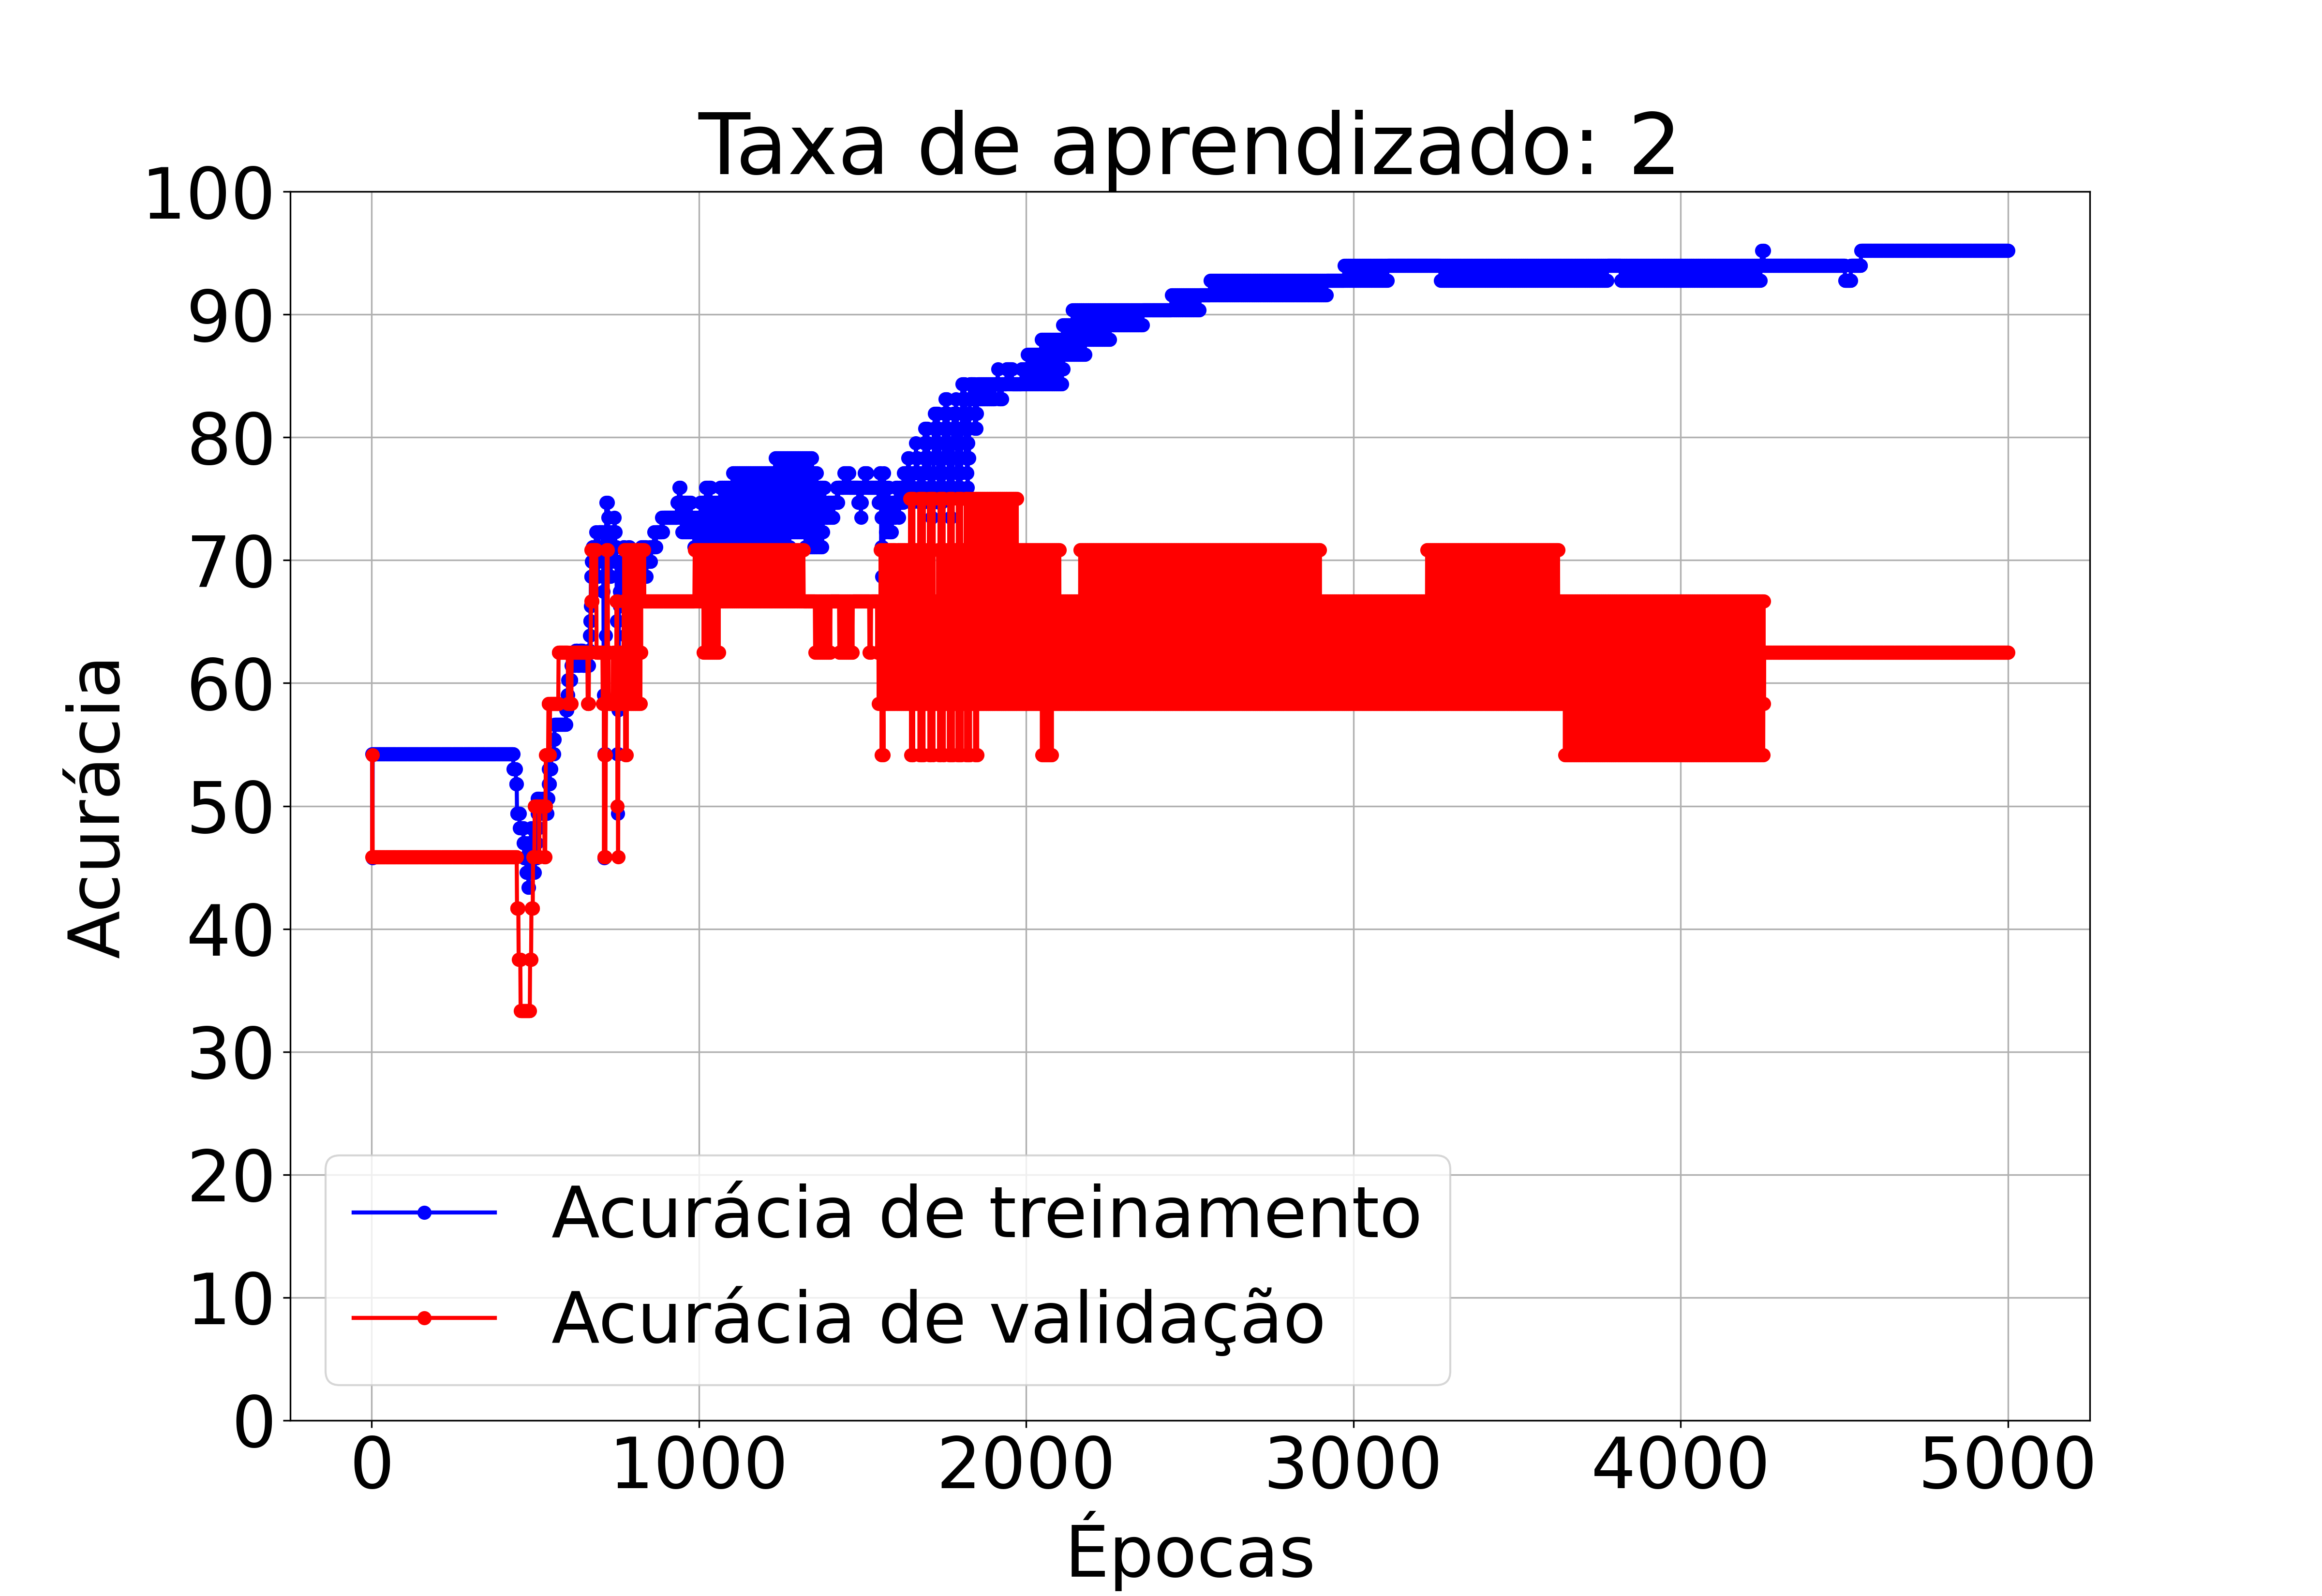 Taxa de aprendizado: 2
100
90
80
70
60
50
40
30
20
10
0
Acurácia
Acurácia de treinamento
Acurácia de validação
0 1000 2000 3000 4000 5000
Épocas